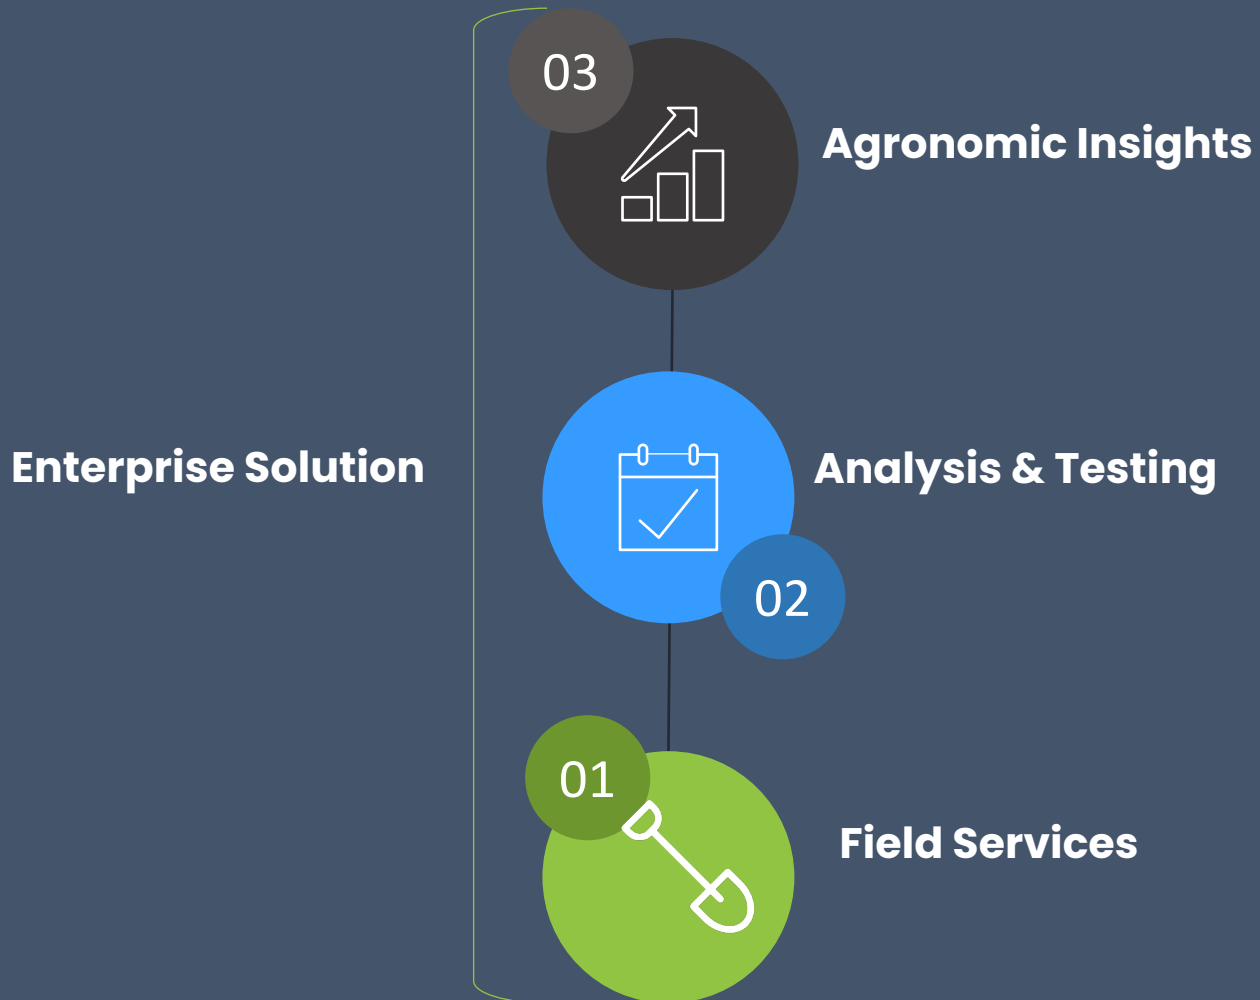 03
Agronomic Insights
Enterprise Solution
Analysis & Testing
02
01
Field Services